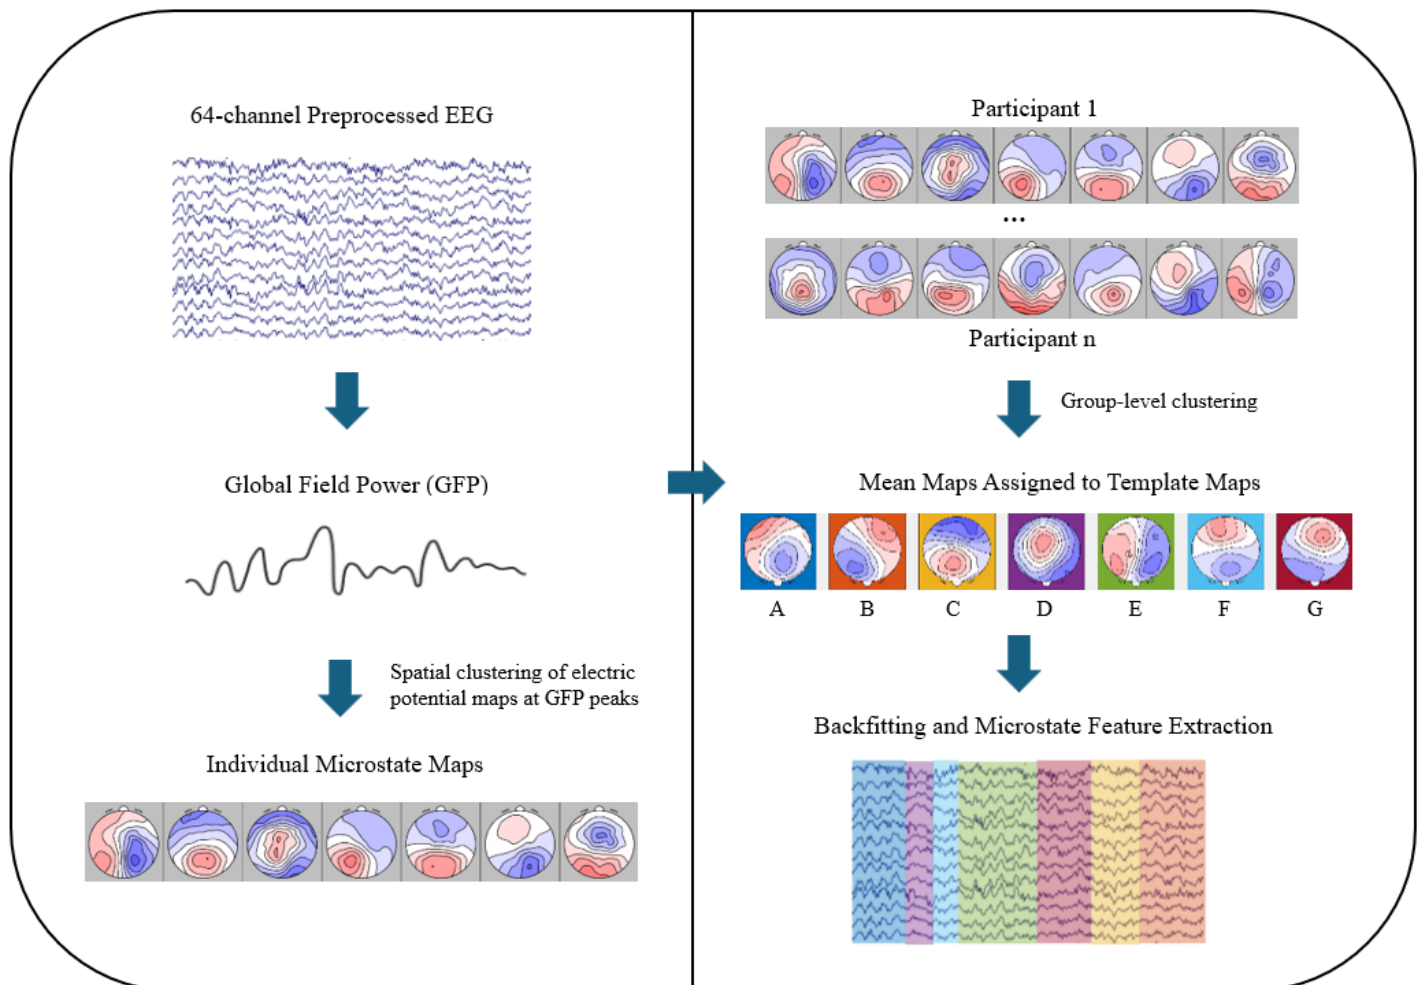 64-channel Preprocessed EEG
Global Field Power (GFP)
Spatial clustering of electric
potential maps at GFP peaks
Individual Microstate Maps
Participant 1
...
Participant n
Group-level clustering
Mean Maps Assigned to Template Maps
A B C D E F G
Backfitting and Microstate Feature Extraction